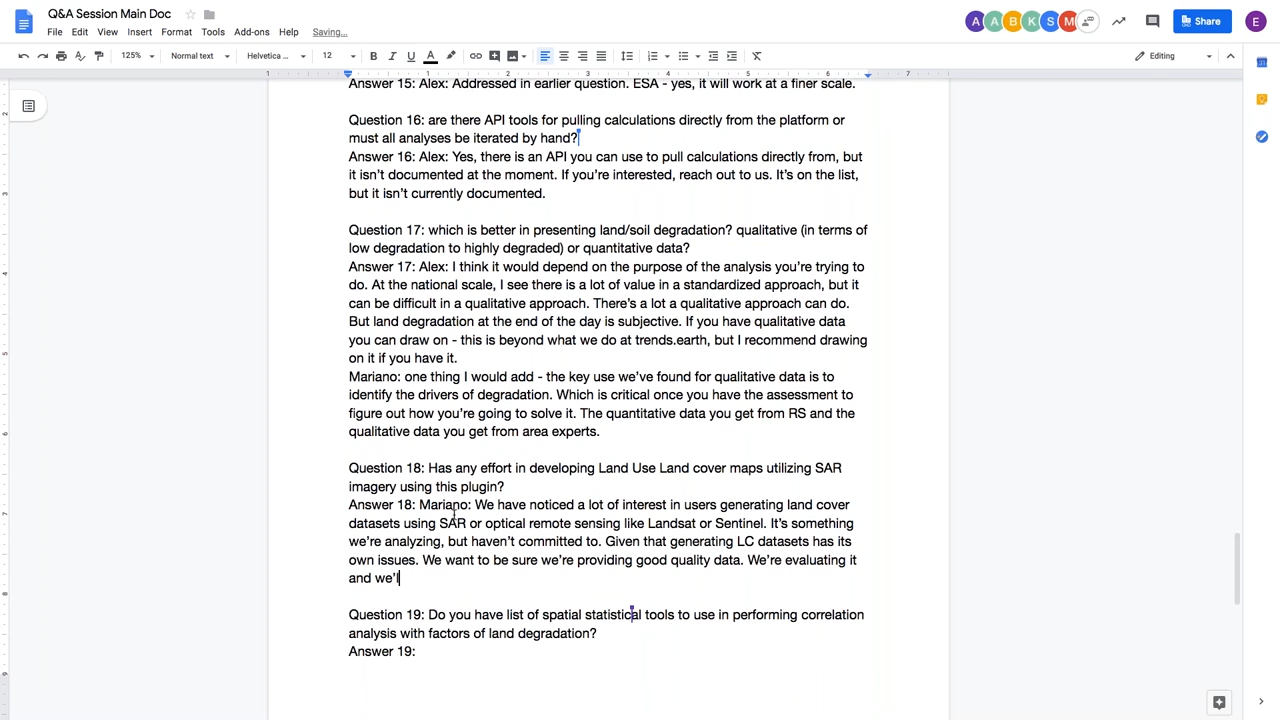 Q&A Session Main Doc
A A B K S M
Share
E
File Edit View Insert Format Tools Add-ons Help Saving...
125% Normal text Helvetica ... 12 B I U A Editing
1 1 2 3 4 5 6 7
Answer 15: Alex: Addressed in earlier question. ESA - yes, it will work at a finer scale.
Question 16: are there API tools for pulling calculations directly from the platform or
must all analyses be iterated by hand?
Answer 16: Alex: Yes, there is an API you can use to pull calculations directly from, but
it isn’t documented at the moment. If you’re interested, reach out to us. It’s on the list,
but it isn’t currently documented.
Question 17: which is better in presenting land/soil degradation? qualitative (in terms of
low degradation to highly degraded) or quantitative data?
Answer 17: Alex: I think it would depend on the purpose of the analysis you’re trying to
do. At the national scale, I see there is a lot of value in a standardized approach, but it
can be difficult in a qualitative approach. There’s a lot a qualitative approach can do.
But land degradation at the end of the day is subjective. If you have qualitative data
you can draw on - this is beyond what we do at trends.earth, but I recommend drawing
on it if you have it.
Mariano: one thing I would add - the key use we’ve found for qualitative data is to
identify the drivers of degradation. Which is critical once you have the assessment to
figure out how you’re going to solve it. The quantitative data you get from RS and the
qualitative data you get from area experts.
Question 18: Has any effort in developing Land Use Land cover maps utilizing SAR
imagery using this plugin?
Answer 18: Mariano: We have noticed a lot of interest in users generating land cover
datasets using SAR or optical remote sensing like Landsat or Sentinel. It’s something
we’re analyzing, but haven’t committed to. Given that generating LC datasets has its
own issues. We want to be sure we’re providing good quality data. We’re evaluating it
and we’l
Question 19: Do you have list of spatial statistical tools to use in performing correlation
analysis with factors of land degradation?
Answer 19: